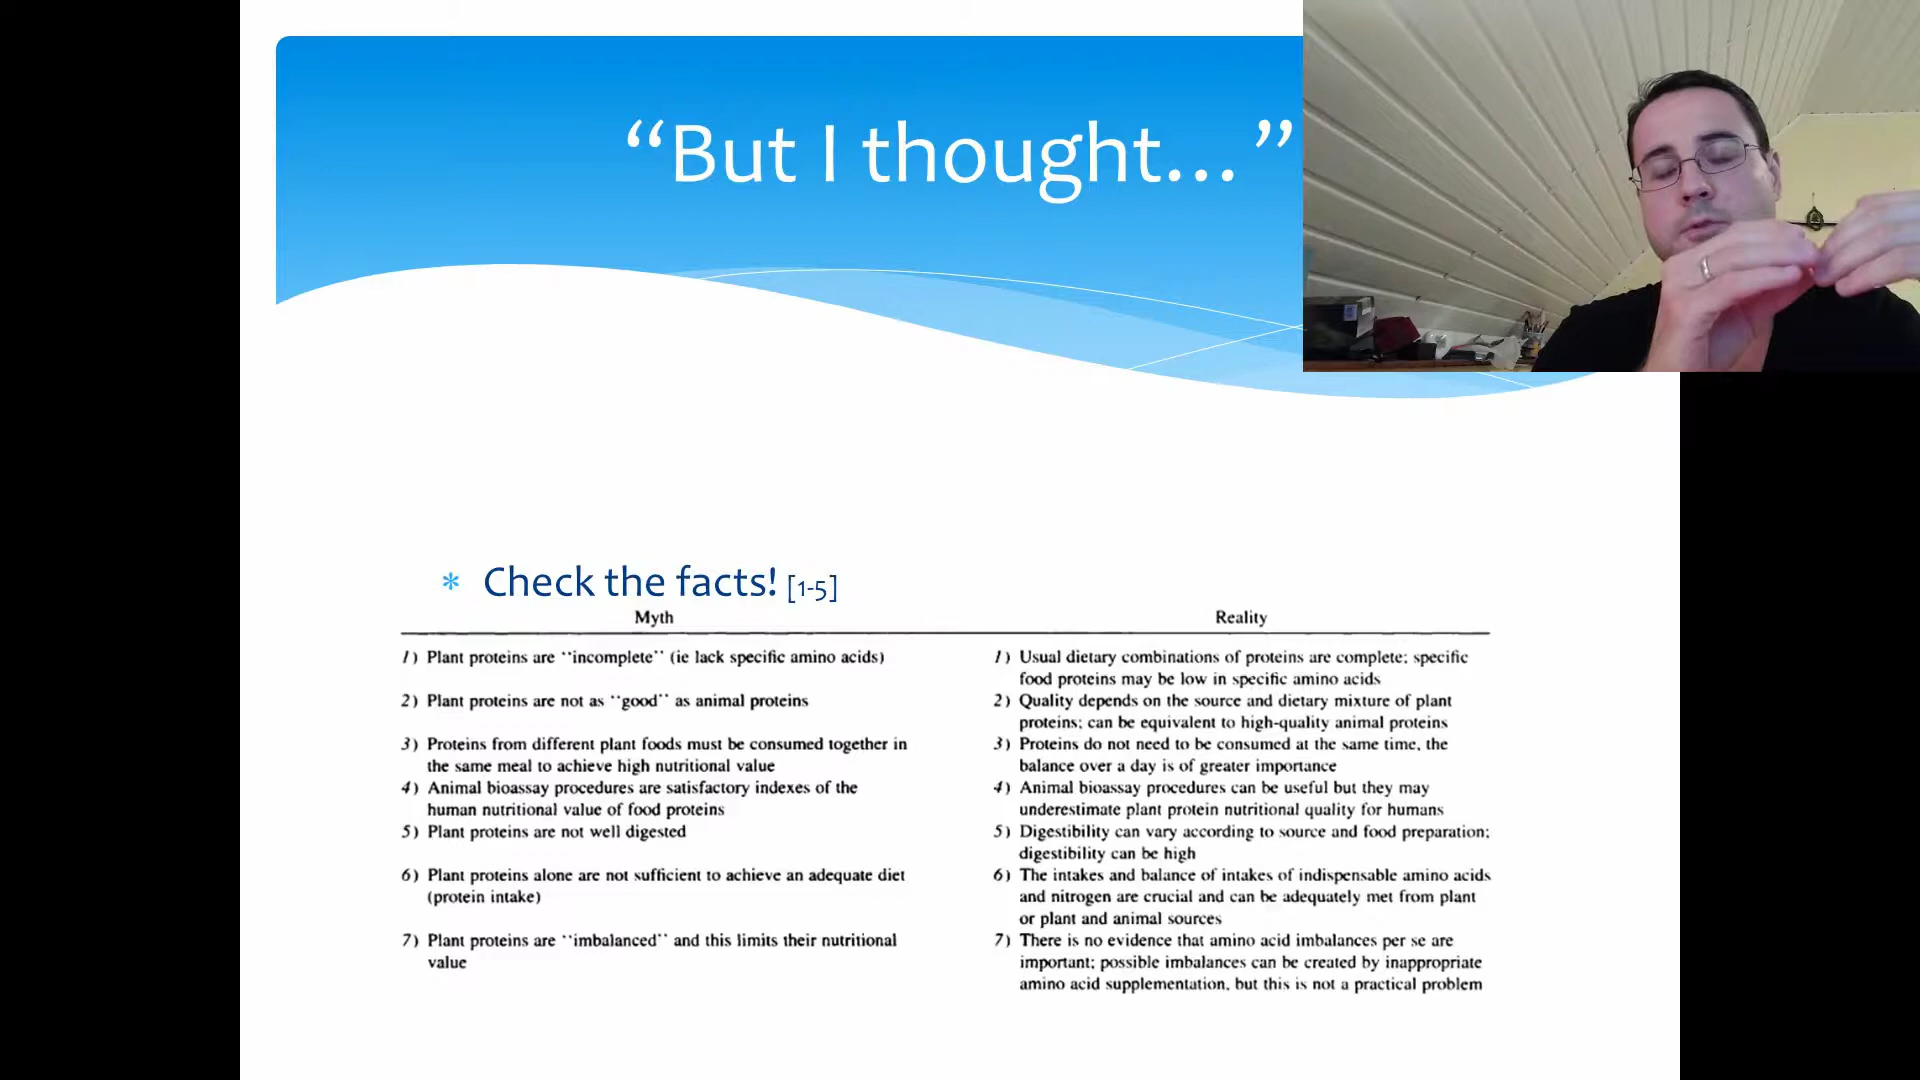 “But I thought...”
* Check the facts! [1-5]
Myth
Reality
1) Plant proteins are “incomplete” (ie lack specific amino acids)
1) Usual dietary combinations of proteins are complete; specific
food proteins may be low in specific amino acids
2) Plant proteins are not as “good” as animal proteins
2) Quality depends on the source and dietary mixture of plant
proteins; can be equivalent to high-quality animal proteins
3) Proteins from different plant foods must be consumed together in
the same meal to achieve high nutritional value
3) Proteins do not need to be consumed at the same time, the
balance over a day is of greater importance
4) Animal bioassay procedures are satisfactory indexes of the
human nutritional value of food proteins
4) Animal bioassay procedures can be useful but they may
underestimate plant protein nutritional quality for humans
5) Plant proteins are not well digested
5) Digestibility can vary according to source and food preparation;
digestibility can be high
6) Plant proteins alone are not sufficient to achieve an adequate diet
(protein intake)
6) The intakes and balance of intakes of indispensable amino acids
and nitrogen are crucial and can be adequately met from plant
or plant and animal sources
7) Plant proteins are “imbalanced” and this limits their nutritional
value
7) There is no evidence that amino acid imbalances per se are
important; possible imbalances can be created by inappropriate
amino acid supplementation, but this is not a practical problem